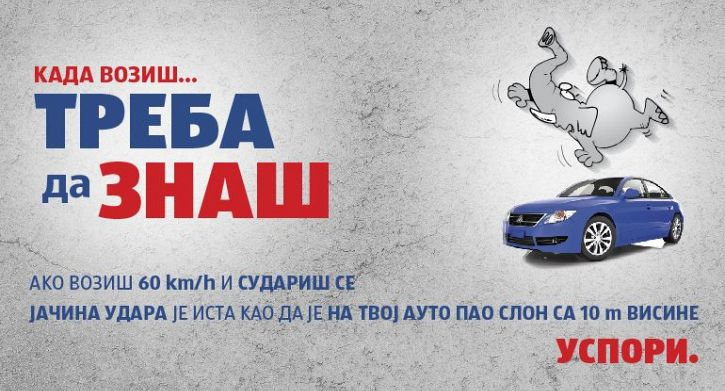 КАДА ВОЗИШ...
ТРЕБА
да ЗНАШ
АКО ВОЗИШ 60 km/h И СУДАРИШ СЕ
ЈАЧИНА УДАРА ЈЕ ИСТА КАО ДА ЈЕ НА ТВОЈ АУТО ПАО СЛОН СА 10 m ВИСИНЕ
УСПОРИ.